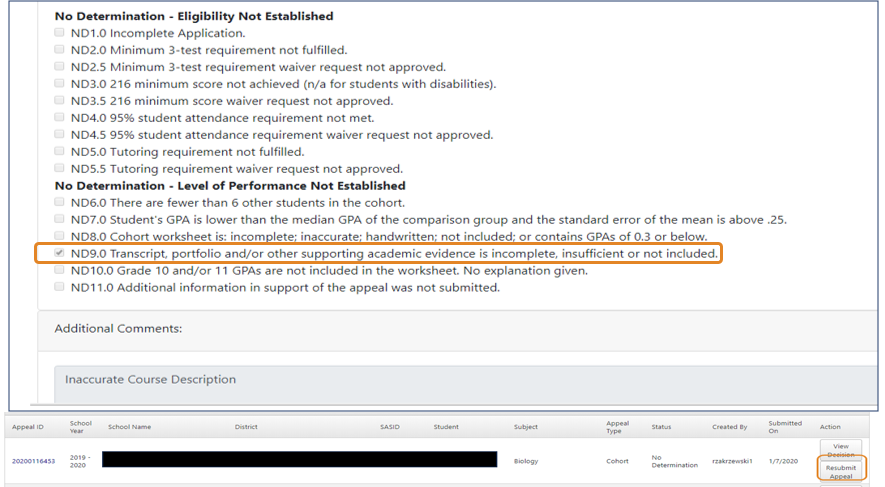 No Determination - Eligibility Not Established
ND1.0 Incomplete Application.
ND2.0 Minimum 3-test requirement not fulfilled.
ND2.5 Minimum 3-test requirement waiver request not approved.
ND3.0 216 minimum score not achieved (n/a for students with disabilities).
ND3.5 216 minimum score waiver request not approved.
ND4.0 95% student attendance requirement not met.
ND4.5 95% student attendance requirement waiver request not approved.
ND5.0 Tutoring requirement not fulfilled.
ND5.5 Tutoring requirement waiver request not approved.
No Determination - Level of Performance Not Established
ND6.0 There are fewer than 6 other students in the cohort.
ND7.0 Student's GPA is lower than the median GPA of the comparison group and the standard error of the mean is above .25.
ND8.0 Cohort worksheet is: incomplete; inaccurate; handwritten; not included; or contains GPAs of 0.3 or below.
ND9.0 Transcript, portfolio and/or other supporting academic evidence is incomplete, insufficient or not included.
ND10.0 Grade 10 and/or 11 GPAs are not included in the worksheet. No explanation given.
ND11.0 Additional information in support of the appeal was not submitted.
Additional Comments:
Inaccurate Course Description
Appeal ID School Year School Name District SASID Student Subject Appeal Type Status Created By Submitted On Action
20200116453 2019 - 2020 Biology Cohort No Determination rzakrzewski1 1/7/2020 View Decision
Resubmit Appeal